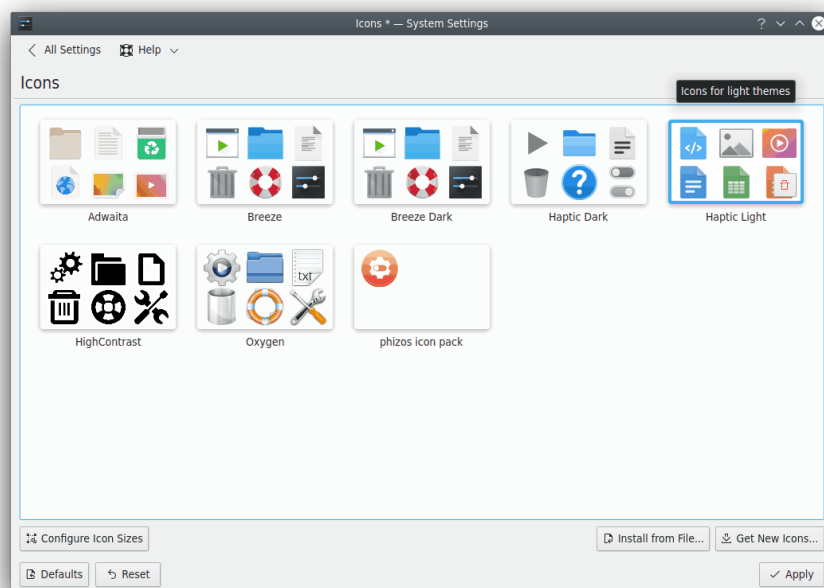 Icons * — System Settings
?
All Settings
Help
Icons
Icons for light themes
Adwaita
Breeze
Breeze Dark
Haptic Dark
Haptic Light
txt
HighContrast
Oxygen
phizos icon pack
Configure Icon Sizes
Install from File...
Get New Icons...
Defaults
Reset
Apply